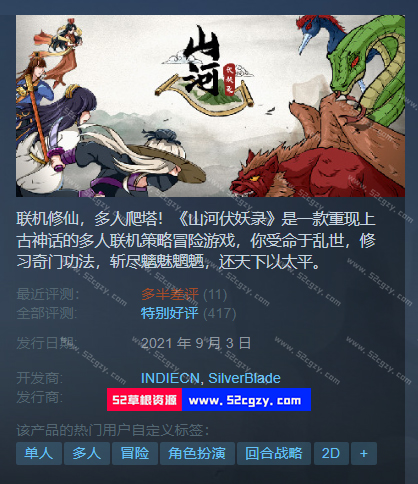 山河
伏妖录
联机修仙，多人爬塔！《山河伏妖录》是一款重现上
古神话的多人联机策略冒险游戏，你受命于乱世，修
习奇门功法，斩尽魑魅魍魉，还天下以太平。
最近评测： 多半差评 (11)
全部评测： 特别好评 (417)
发行日期： 2021 年 9 月 3 日
开发商： INDIECN, SilverBlade
发行商： 52草根资源 www.52cgzy.com
该产品的热门用户自定义标签：
单人 多人 冒险 角色扮演 回合战略 2D +